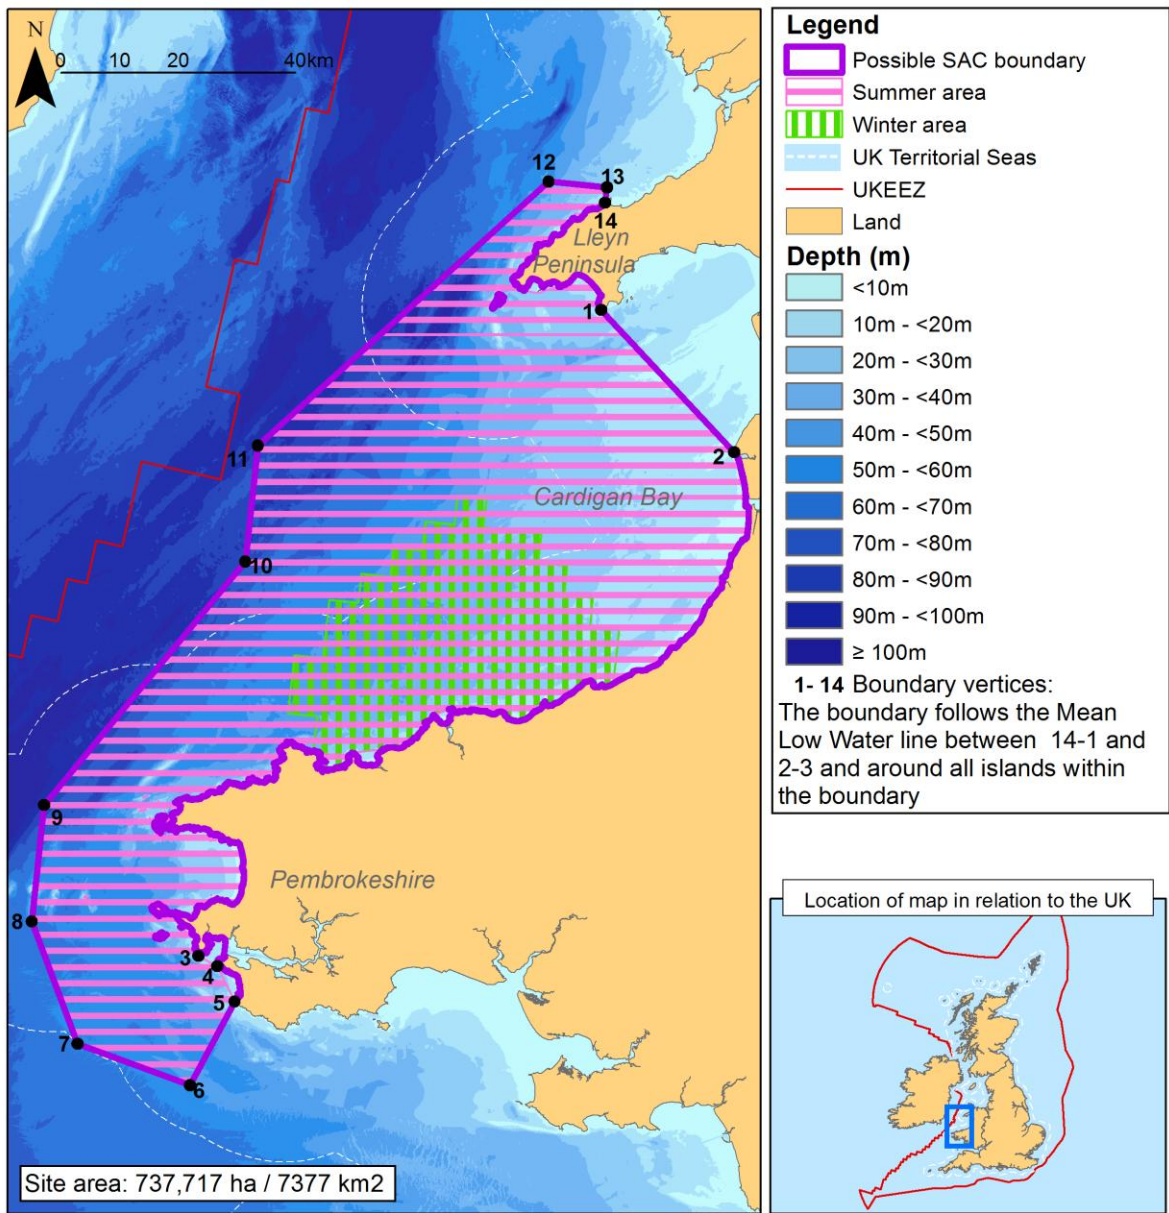 N
0 10 20 40km
12
13
14
Lleyn
Peninsula
1
11
2
Cardigan Bay
10
9
Pembrokeshire
8
3
4
5
7
6
Site area: 737,717 ha / 7377 km2
Legend
Possible SAC boundary
Summer area
Winter area
UK Territorial Seas
UKEEZ
Land
Depth (m)
<10m
10m - <20m
20m - <30m
30m - <40m
40m - <50m
50m - <60m
60m - <70m
70m - <80m
80m - <90m
90m - <100m
≥ 100m
1- 14 Boundary vertices:
The boundary follows the Mean
Low Water line between 14-1 and
2-3 and around all islands within
the boundary
Location of map in relation to the UK